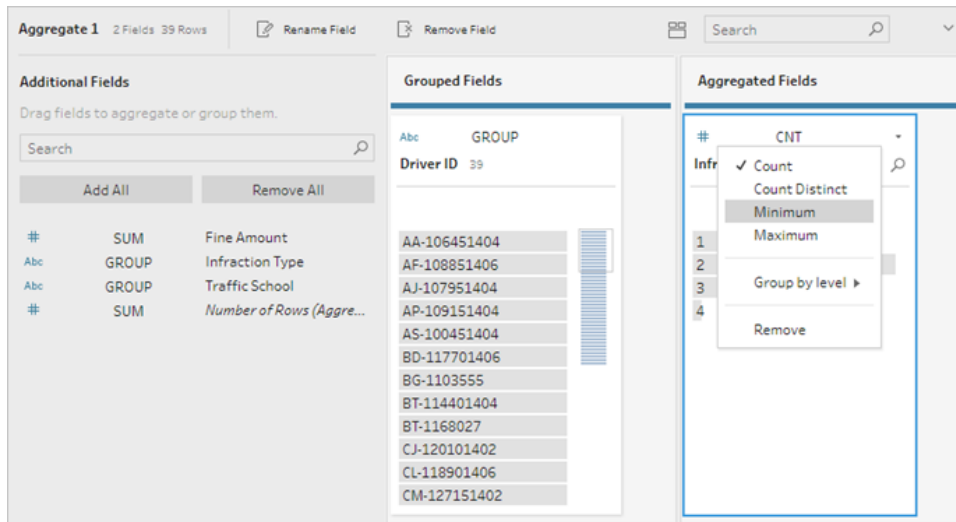 Aggregate 1 2 Fields 39 Rows Rename Field Remove Field Search
Additional Fields
Drag fields to aggregate or group them.
Search
Add All Remove All
# SUM Fine Amount
Abc GROUP Infraction Type
Abc GROUP Traffic School
# SUM Number of Rows (Aggre...
Grouped Fields
Abc GROUP
Driver ID 39
AA-106451404
AF-108851406
AJ-107951404
AP-109151404
AS-100451404
BD-117701406
BG-1103555
BT-114401404
BT-1168027
CJ-120101402
CL-118901406
CM-127151402
Aggregated Fields
# CNT
Infr
✓ Count
Count Distinct
Minimum
Maximum
Group by level
Remove
1
2
3
4